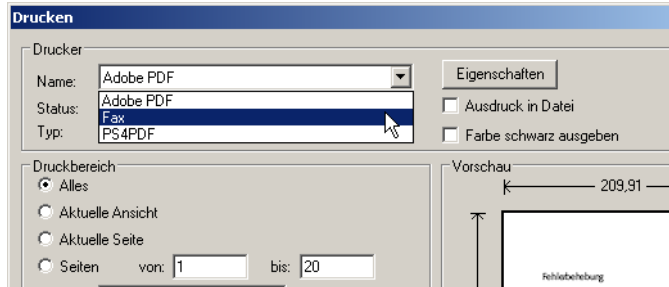 Drucken
Drucker
Name: Adobe PDF Eigenschaften
Adobe PDF
Status: Fax Ausdruck in Datei
Typ: PS4PDF Farbe schwarz ausgeben
Druckbereich
Alles
Aktuelle Ansicht
Aktuelle Seite
Seiten von: 1 bis: 20
Vorschau
209,91
Fehlerbehebung